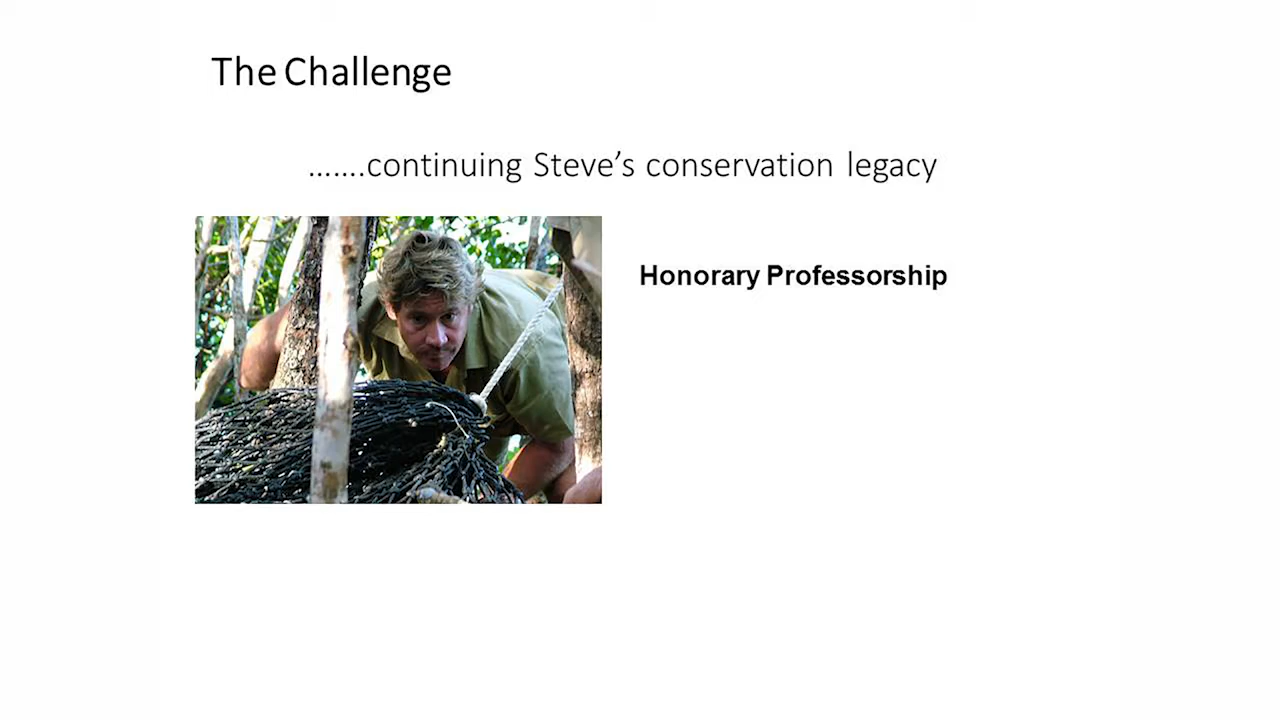 The Challenge
…….continuing Steve’s conservation legacy
Honorary Professorship